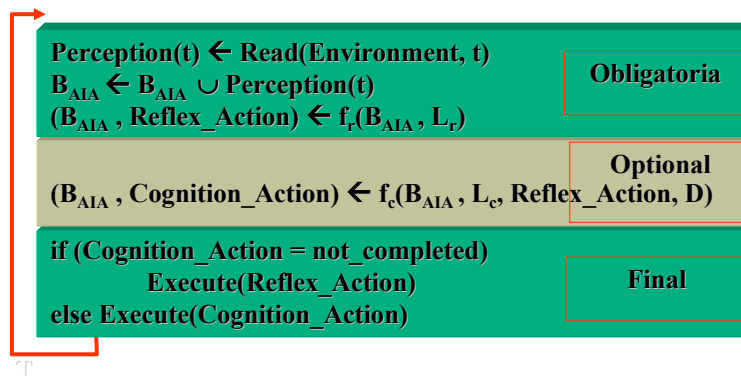 Perception(t) ← Read(Environment, t)
B_AIA ← B_AIA ∪ Perception(t)
(B_AIA , Reflex_Action) ← f_r(B_AIA , L_r)
Obligatoria
Optional
(B_AIA , Cognition_Action) ← f_c(B_AIA , L_c, Reflex_Action, D)
if (Cognition_Action = not_completed)
Execute(Reflex_Action)
else Execute(Cognition_Action)
Final
T